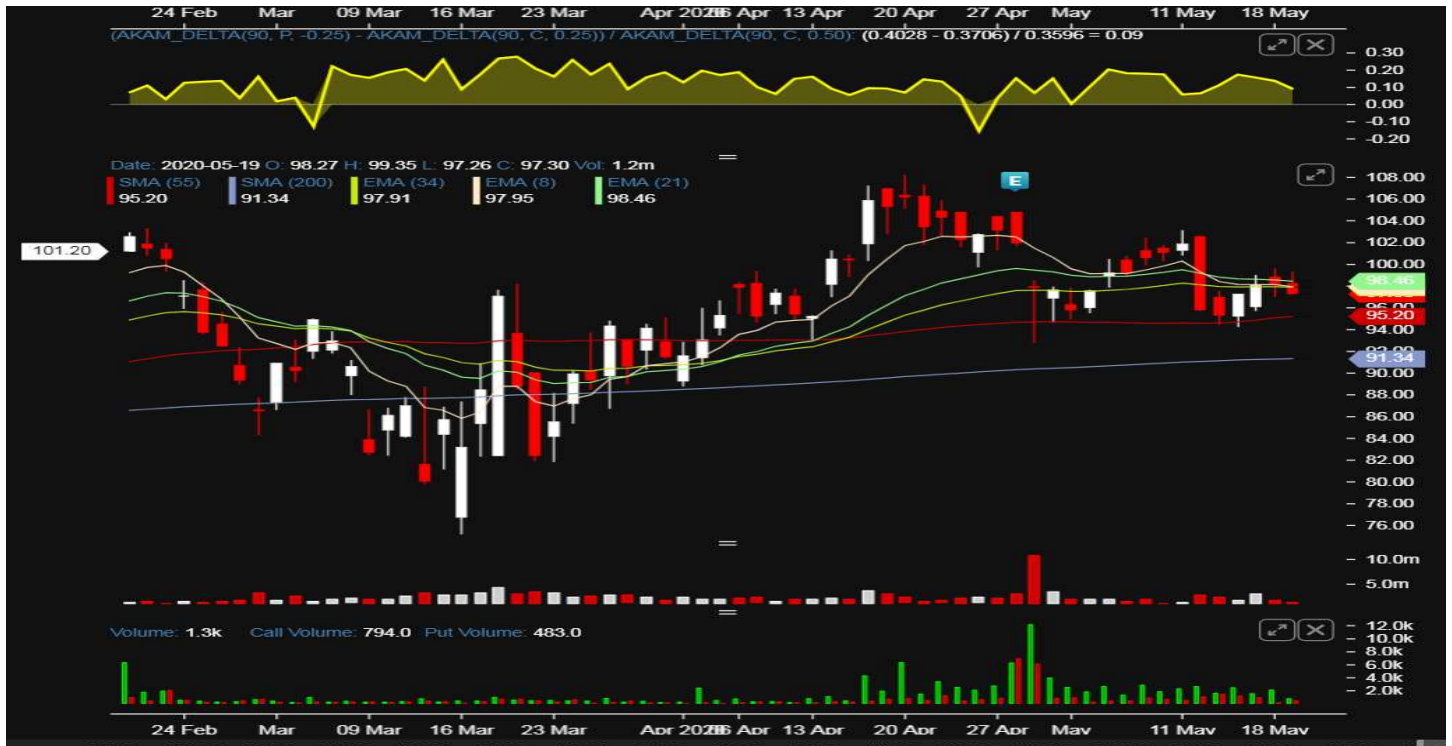 24 Feb Mar 09 Mar 16 Mar 23 Mar Apr 2020 06 Apr 13 Apr 20 Apr 27 Apr May 11 May 18 May
(AKAM_DELTA(90, P, -0.25) - AKAM_DELTA(90, C, 0.25)) / AKAM_DELTA(90, C, 0.50): (0.4028 - 0.3706) / 0.3596 = 0.09
0.30
0.20
0.10
0.00
-0.10
-0.20
Date: 2020-05-19 O: 98.27 H: 99.35 L: 97.26 C: 97.30 Vol: 1.2m
SMA (55) SMA (200) EMA (34) EMA (8) EMA (21)
95.20 91.34 97.91 97.95 98.46
E
108.00
106.00
104.00
102.00
101.20
100.00
98.46
96.00
95.20
94.00
92.00
91.34
90.00
88.00
86.00
84.00
82.00
80.00
78.00
76.00
10.0m
5.0m
Volume: 1.3k Call Volume: 794.0 Put Volume: 483.0
12.0k
10.0k
8.0k
6.0k
4.0k
2.0k
24 Feb Mar 09 Mar 16 Mar 23 Mar Apr 2020 06 Apr 13 Apr 20 Apr 27 Apr May 11 May 18 May